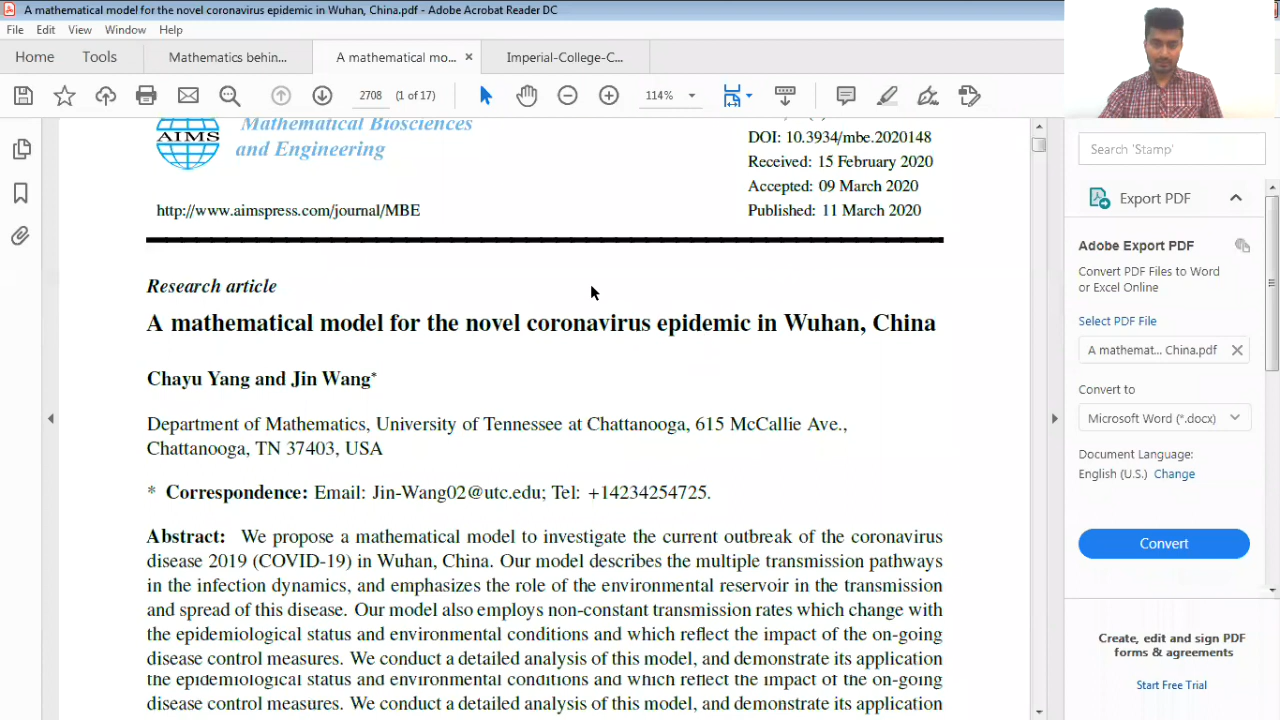 A mathematical model for the novel coronavirus epidemic in Wuhan, China.pdf - Adobe Acrobat Reader DC
File Edit View Window Help
Home Tools Mathematics behin... A mathematical mo... × Imperial-College-C...
2708 (1 of 17) 114%
AIMS
Mathematical Biosciences
and Engineering
http://www.aimspress.com/journal/MBE
DOI: 10.3934/mbe.2020148
Received: 15 February 2020
Accepted: 09 March 2020
Published: 11 March 2020
Research article
A mathematical model for the novel coronavirus epidemic in Wuhan, China
Chayu Yang and Jin Wang*
Department of Mathematics, University of Tennessee at Chattanooga, 615 McCallie Ave.,
Chattanooga, TN 37403, USA
* Correspondence: Email: Jin-Wang02@utc.edu; Tel: +14234254725.
Abstract: We propose a mathematical model to investigate the current outbreak of the coronavirus
disease 2019 (COVID-19) in Wuhan, China. Our model describes the multiple transmission pathways
in the infection dynamics, and emphasizes the role of the environmental reservoir in the transmission
and spread of this disease. Our model also employs non-constant transmission rates which change with
the epidemiological status and environmental conditions and which reflect the impact of the on-going
disease control measures. We conduct a detailed analysis of this model, and demonstrate its application
the epidemiological status and environmental conditions and which reflect the impact of the on-going
disease control measures. We conduct a detailed analysis of this model, and demonstrate its application
Search 'Stamp'
Export PDF
Adobe Export PDF
Convert PDF Files to Word
or Excel Online
Select PDF File
A mathemat... China.pdf
Convert to
Microsoft Word (*.docx)
Document Language:
English (U.S.) Change
Convert
Create, edit and sign PDF
forms & agreements
Start Free Trial